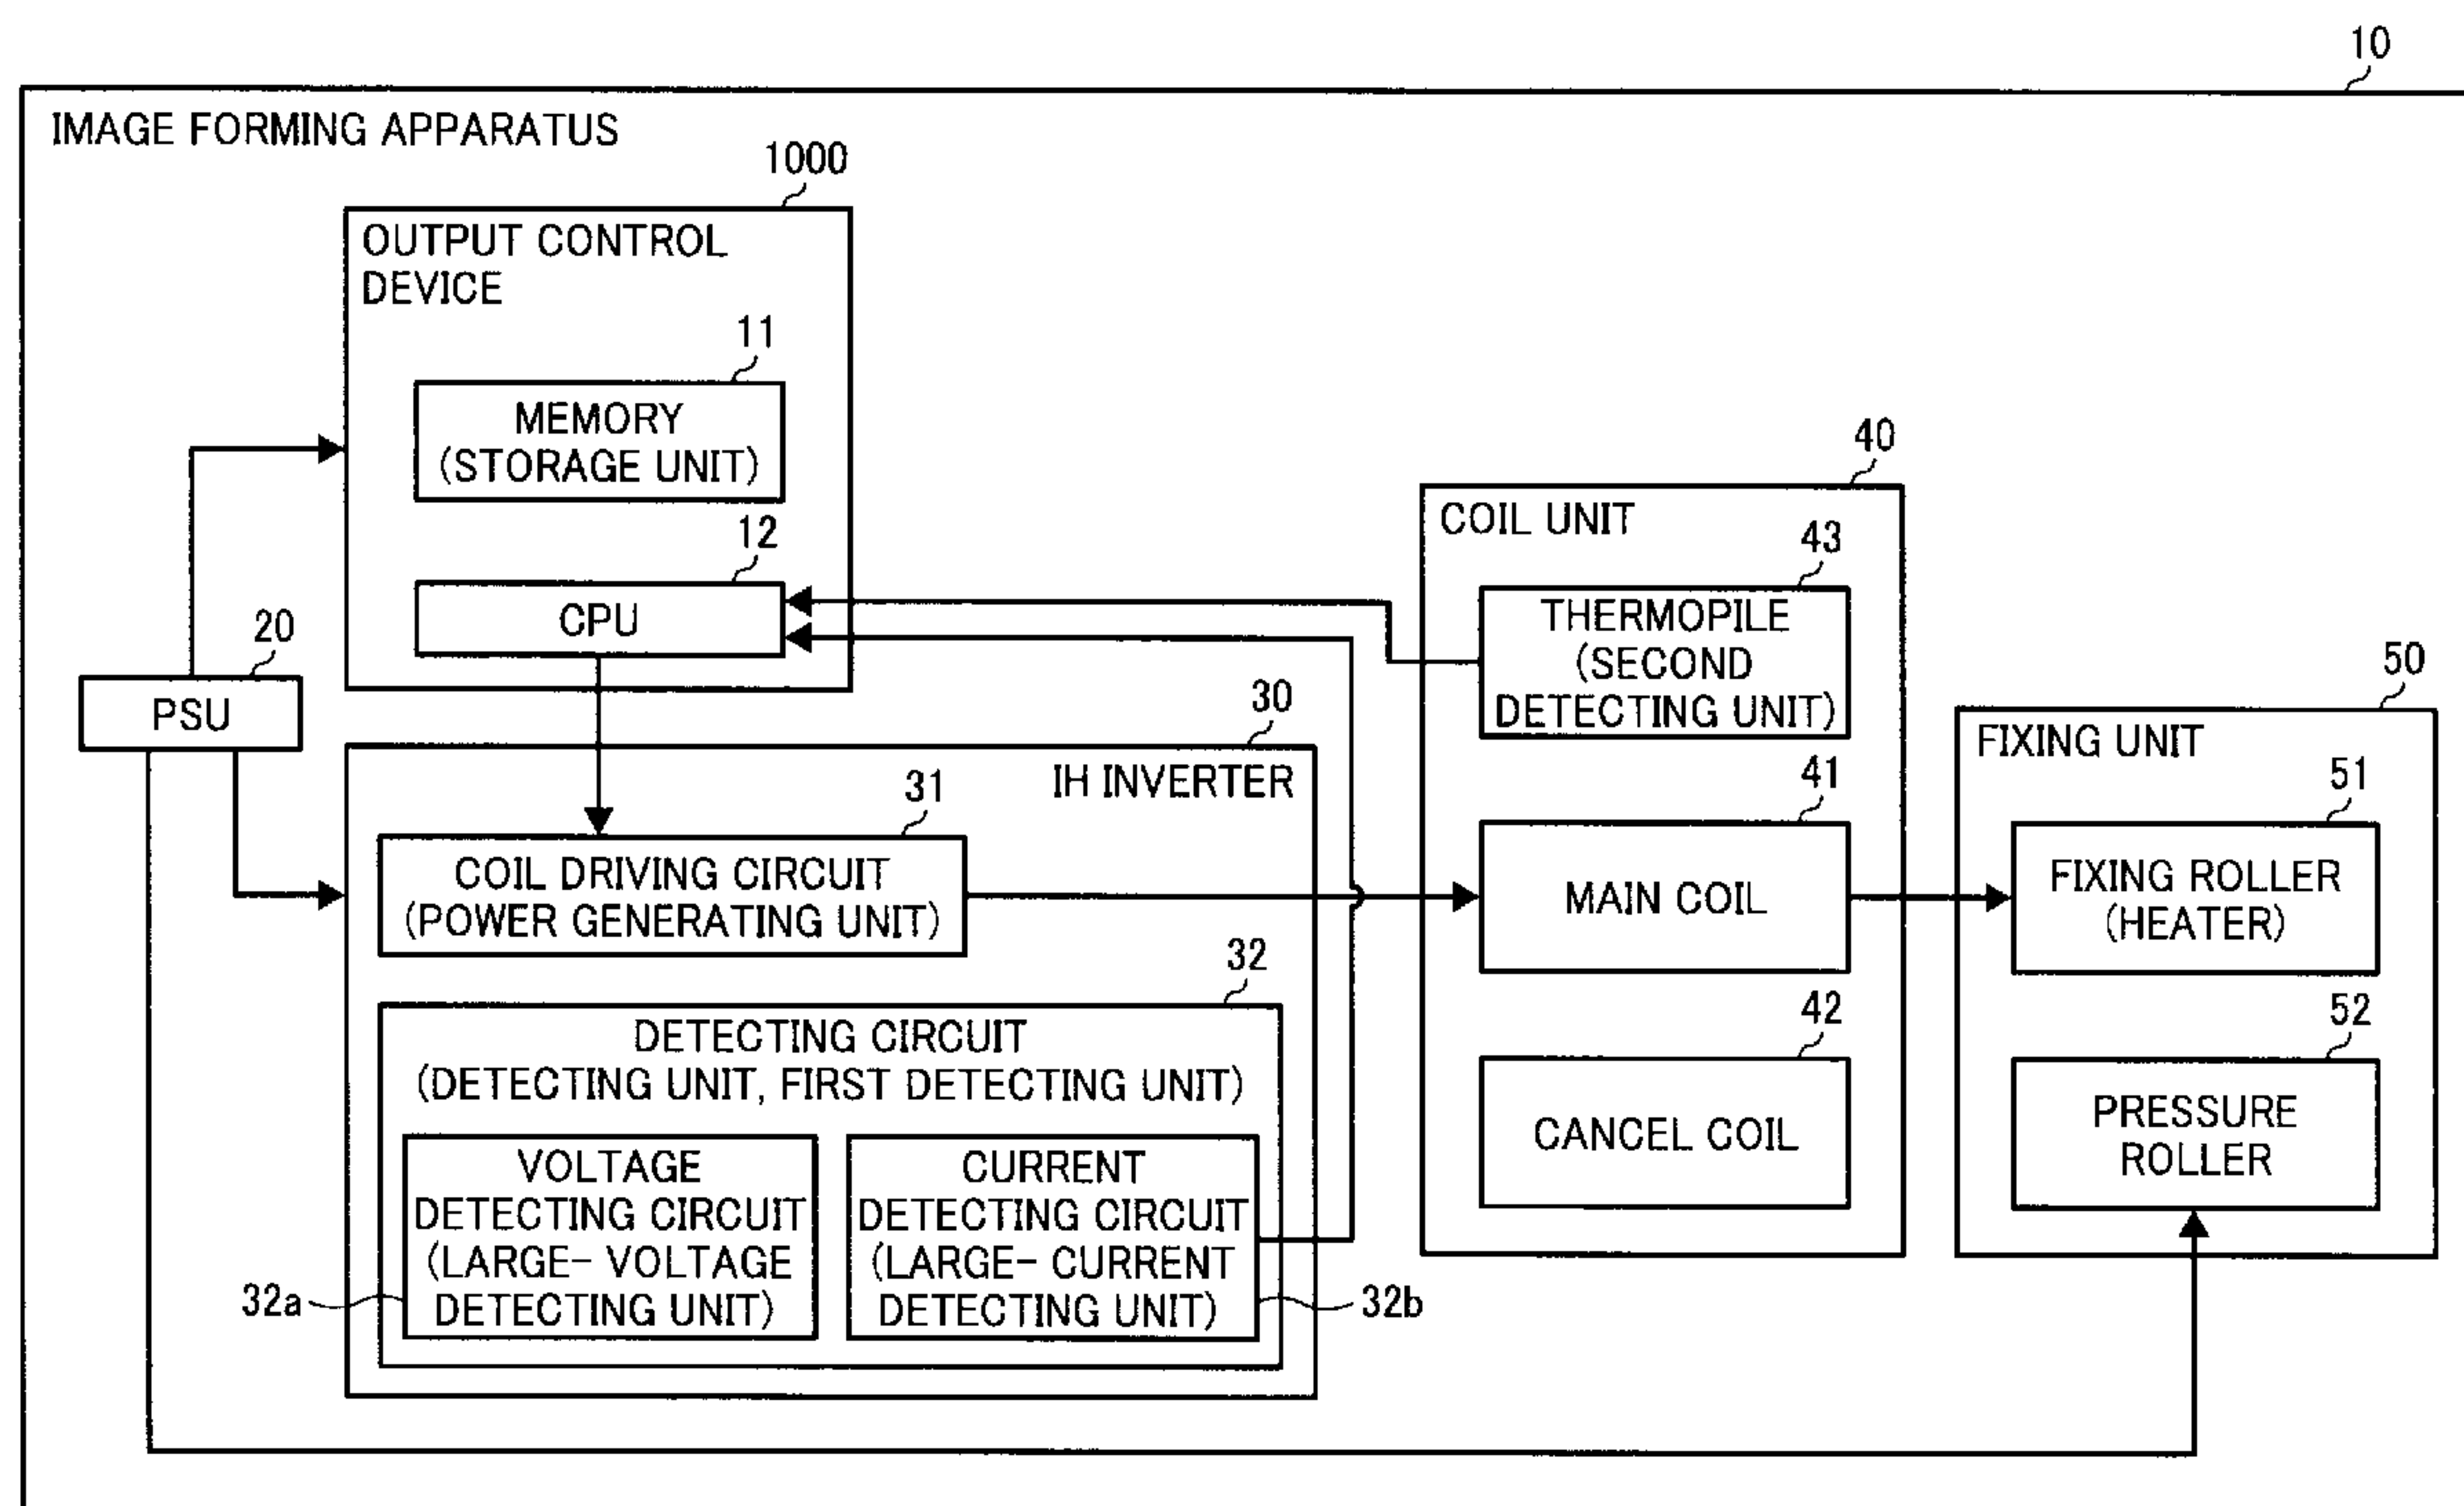 10
IMAGE FORMING APPARATUS
1000
OUTPUT CONTROL
DEVICE
11
MEMORY
(STORAGE UNIT)
12
CPU
20
PSU
30
IH INVERTER
31
COIL DRIVING CIRCUIT
(POWER GENERATING UNIT)
32
DETECTING CIRCUIT
(DETECTING UNIT, FIRST DETECTING UNIT)
VOLTAGE
DETECTING CIRCUIT
(LARGE- VOLTAGE
DETECTING UNIT)
32a
CURRENT
DETECTING CIRCUIT
(LARGE- CURRENT
DETECTING UNIT)
32b
40
COIL UNIT
43
THERMOPILE
(SECOND
DETECTING UNIT)
41
MAIN COIL
42
CANCEL COIL
50
FIXING UNIT
51
FIXING ROLLER
(HEATER)
52
PRESSURE
ROLLER